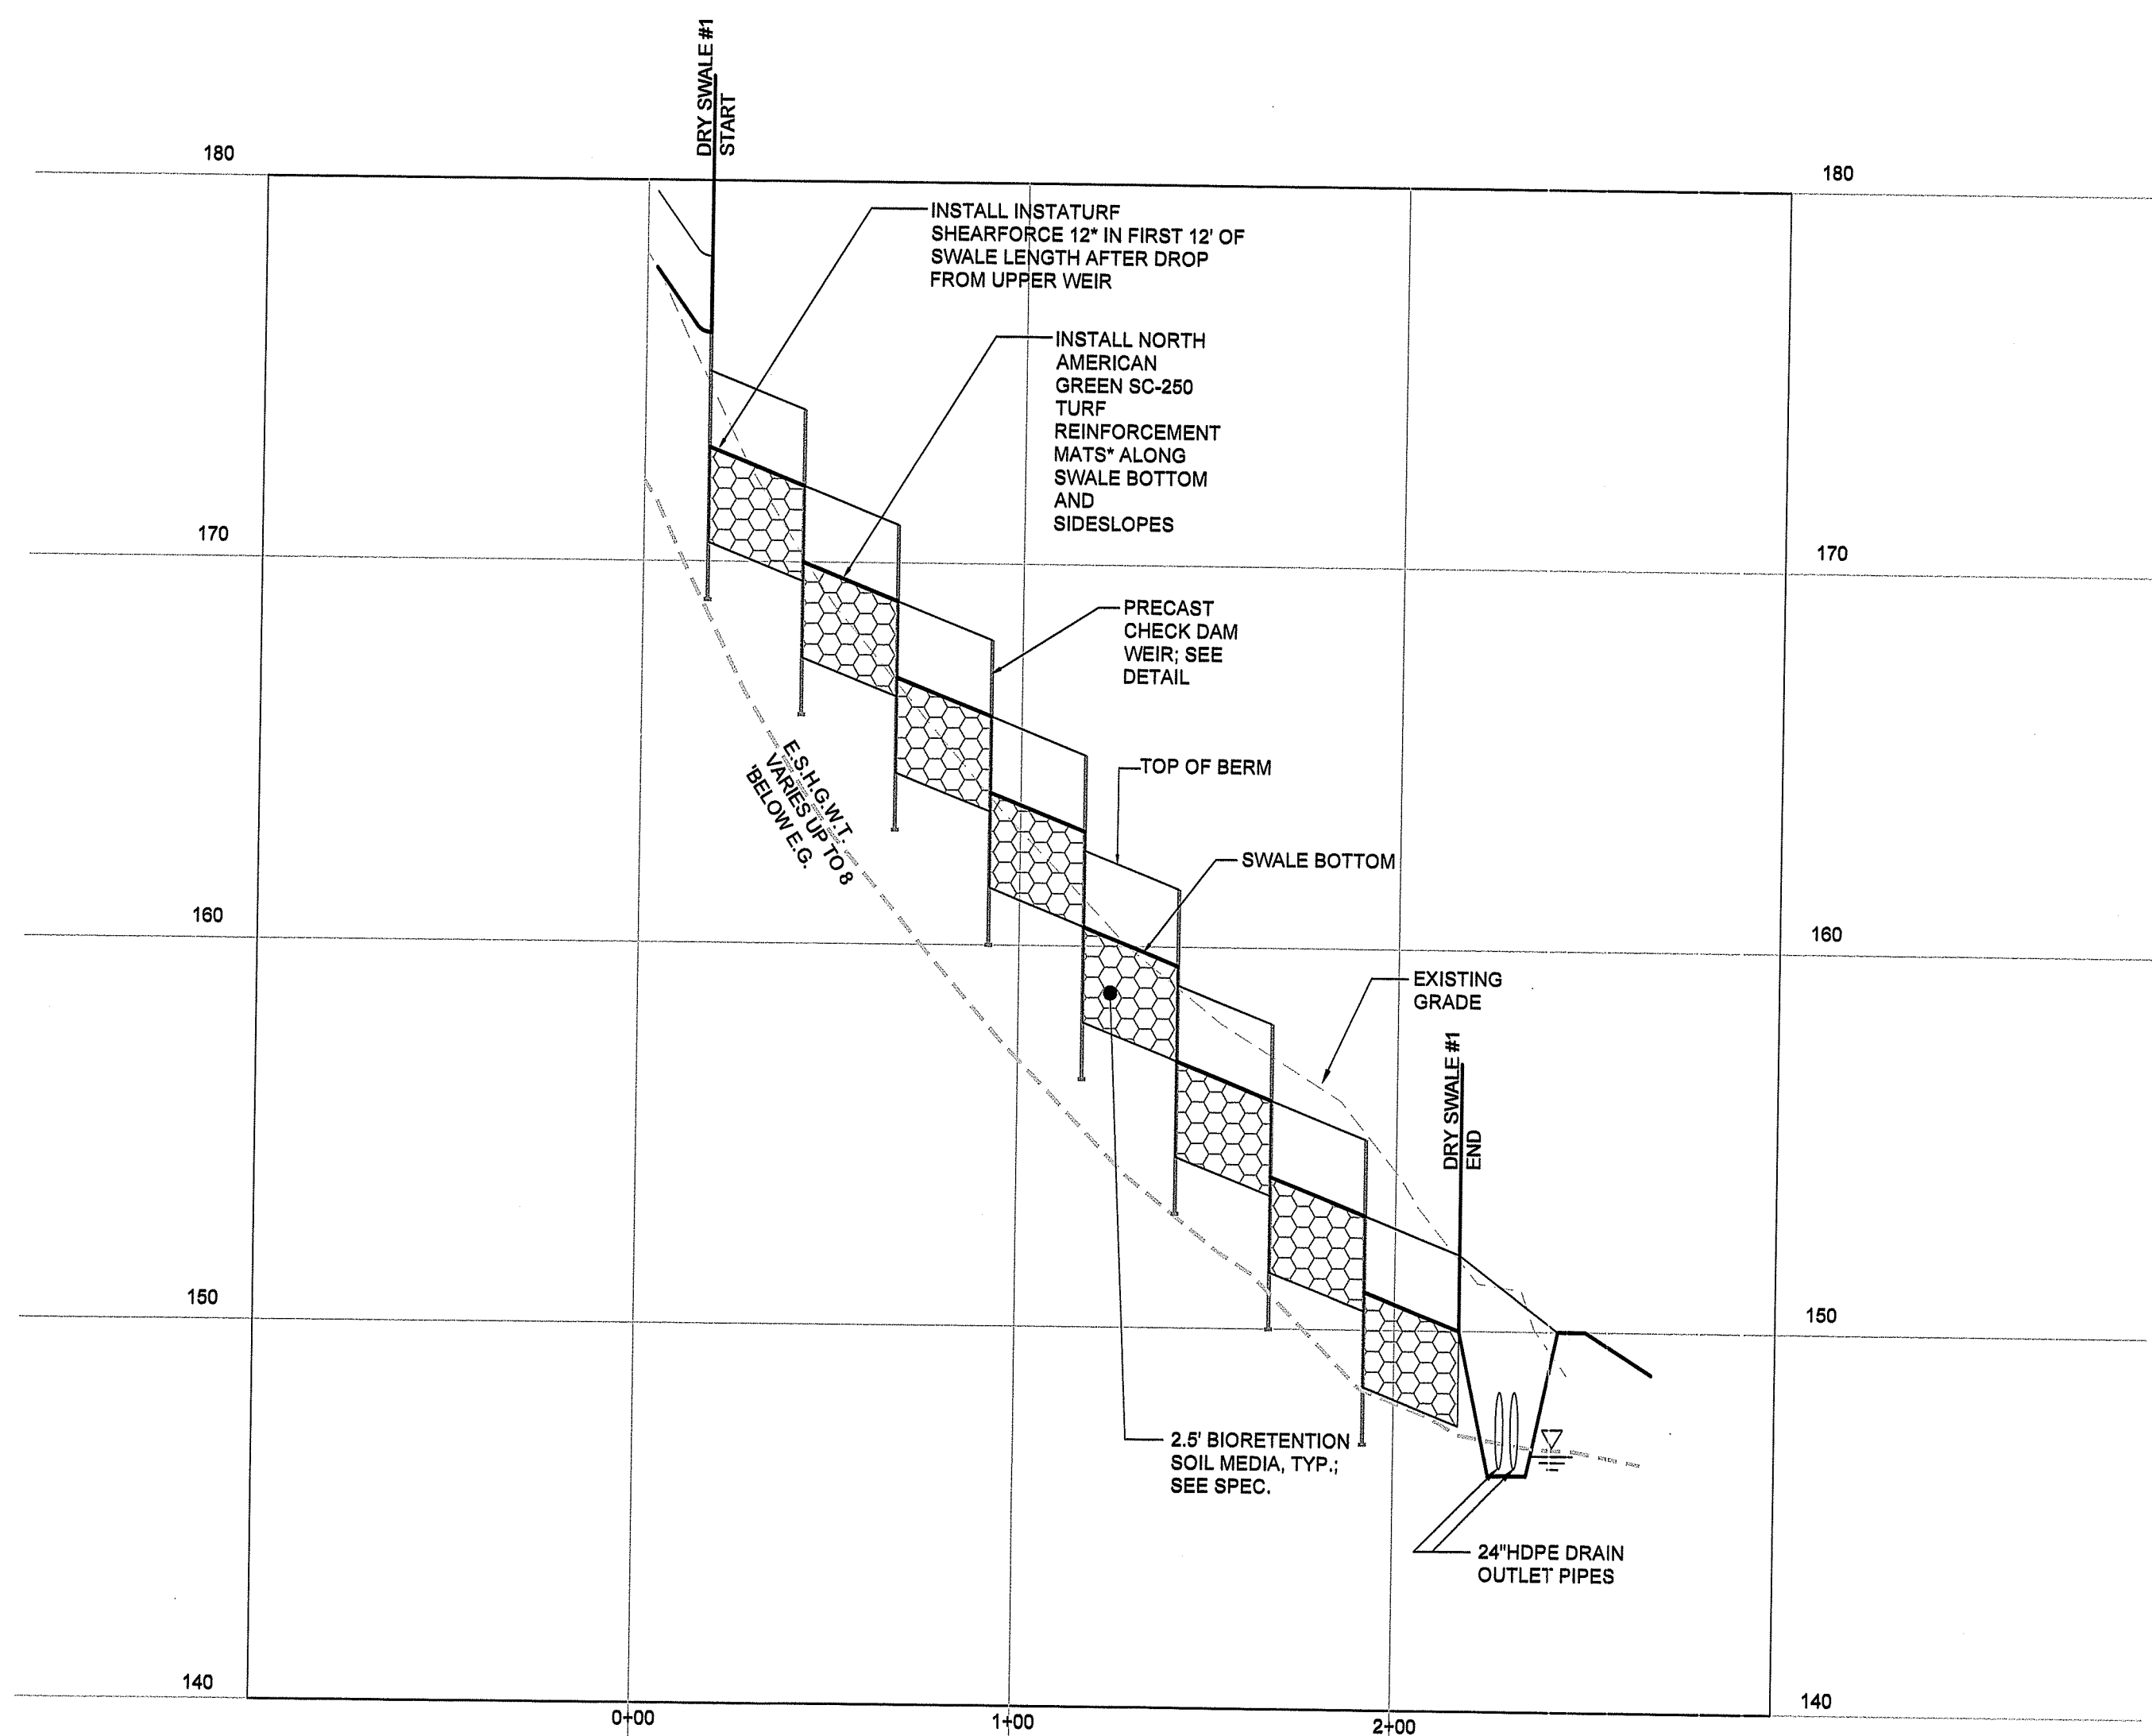 DRY SWALE #1
START
180
180
INSTALL INSTATURF
SHEARFORCE 12* IN FIRST 12' OF
SWALE LENGTH AFTER DROP
FROM UPPER WEIR
INSTALL NORTH
AMERICAN
GREEN SC-250
TURF
REINFORCEMENT
MATS* ALONG
SWALE BOTTOM
AND
SIDESLOPES
170
170
PRECAST
CHECK DAM
WEIR; SEE
DETAIL
E.S.H.G.W.T.
VARIES UP TO 8
'BELOW E.G.
TOP OF BERM
SWALE BOTTOM
160
160
EXISTING
GRADE
DRY SWALE #1
END
150
150
2.5' BIORETENTION
SOIL MEDIA, TYP.;
SEE SPEC.
24"HDPE DRAIN
OUTLET PIPES
140
140
0+00
1+00
2+00